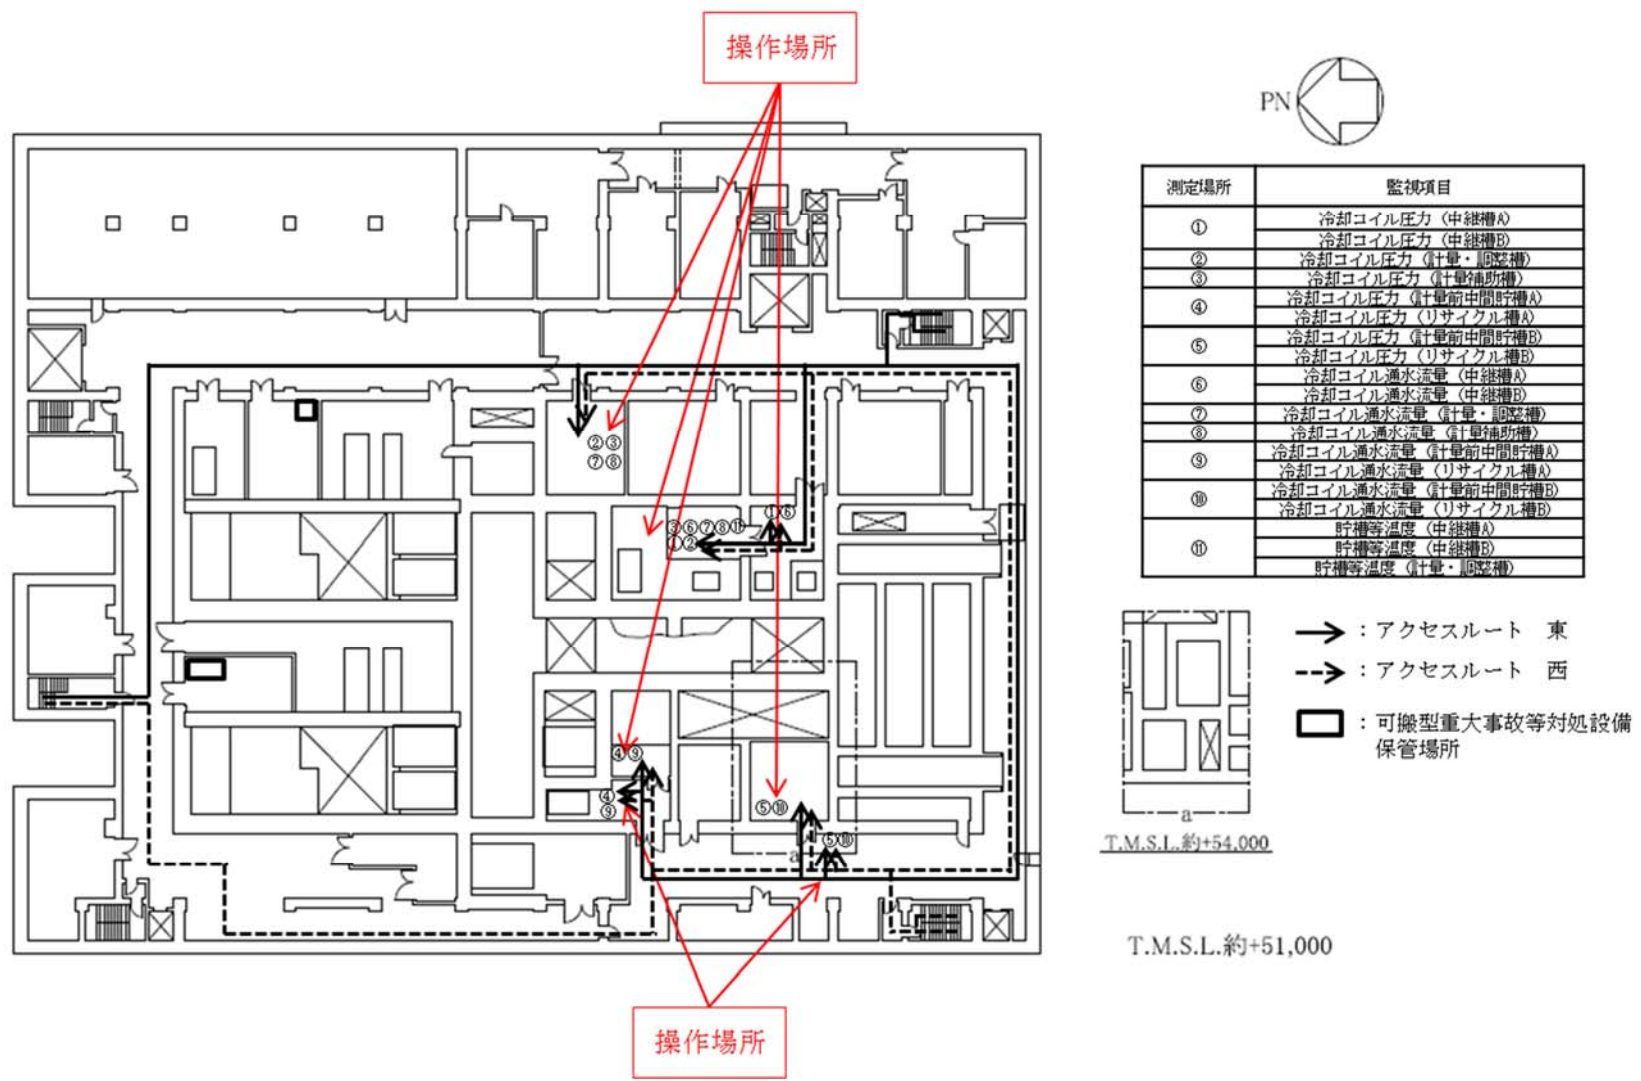 操作場所
PN
測定場所 監視項目
① 冷却コイル圧力（中継槽A）
冷却コイル圧力（中継槽B）
② 冷却コイル圧力（計量・調整槽）
③ 冷却コイル圧力（計量補助槽）
④ 冷却コイル圧力（計量前中間貯槽A）
冷却コイル圧力（リサイクル槽A）
⑤ 冷却コイル圧力（計量前中間貯槽B）
冷却コイル圧力（リサイクル槽B）
⑥ 冷却コイル通水流量（中継槽A）
冷却コイル通水流量（中継槽B）
⑦ 冷却コイル通水流量（計量・調整槽）
⑧ 冷却コイル通水流量（計量補助槽）
⑨ 冷却コイル通水流量（計量前中間貯槽A）
冷却コイル通水流量（リサイクル槽A）
⑩ 冷却コイル通水流量（計量前中間貯槽B）
冷却コイル通水流量（リサイクル槽B）
⑪ 貯槽等温度（中継槽A）
貯槽等温度（中継槽B）
貯槽等温度（計量・調整槽）
②③
⑦⑧
①⑥
③⑥⑦⑧⑪
①②
④⑨
④
⑨
⑤⑩
⑤⑩
a
：アクセスルート 東
：アクセスルート 西
：可搬型重大事故等対処設備
保管場所
a
T.M.S.L.約+54,000
T.M.S.L.約+51,000
操作場所